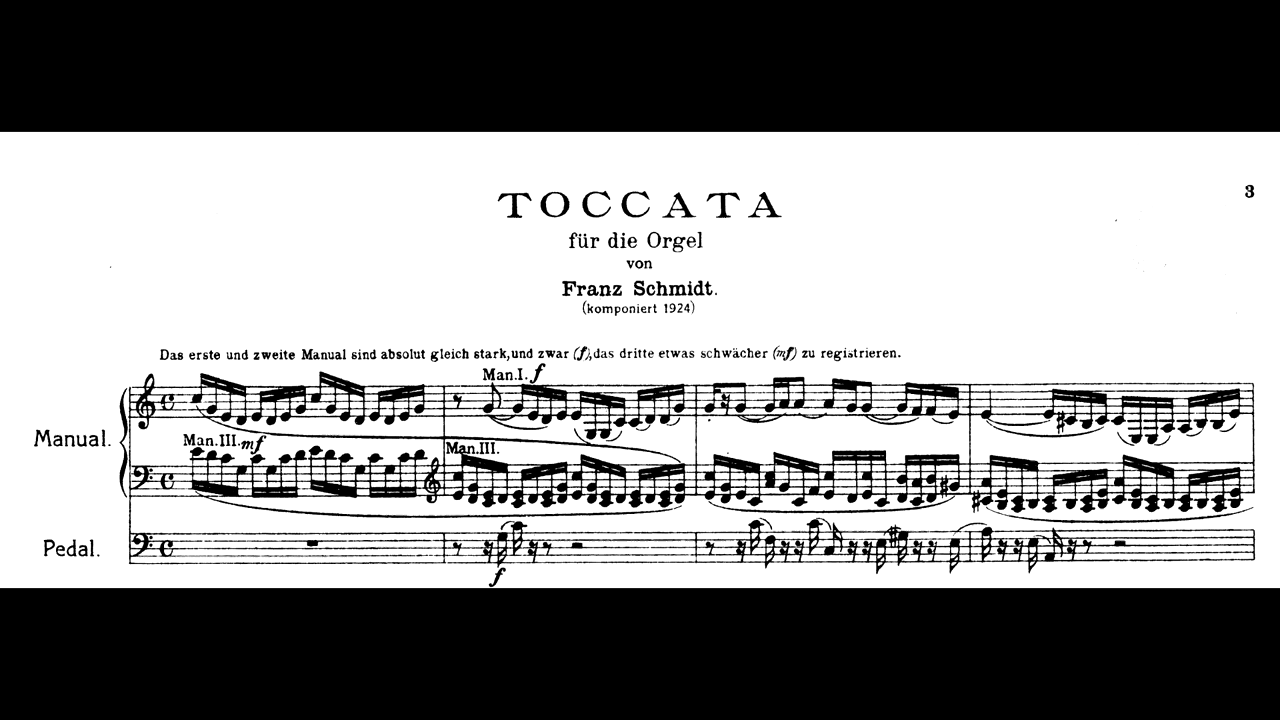 3
TOCCATA
für die Orgel
von
Franz Schmidt.
(komponiert 1924)
Das erste und zweite Manual sind absolut gleich stark, und zwar (f), das dritte etwas schwächer (mf) zu registrieren.
Man.I. f
Manual.
Man.III. mf
Man.III.
Pedal.
f